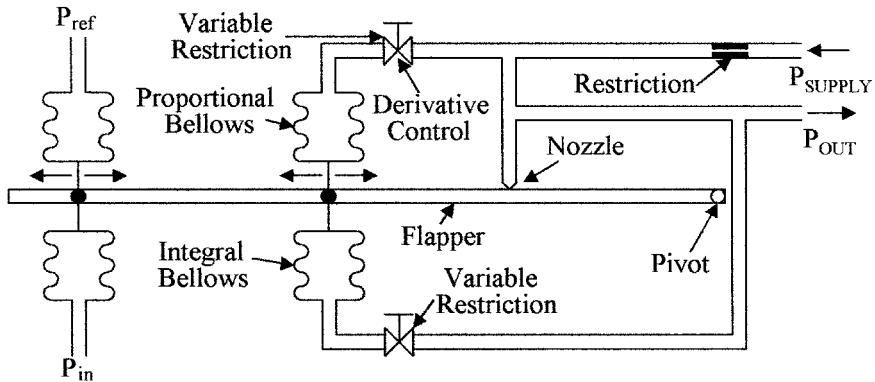 Pref
Variable
Restriction
Proportional
Bellows
Derivative
Control
Restriction
PSUPPLY
POUT
Nozzle
Flapper
Pivot
Integral
Bellows
Variable
Restriction
Pin